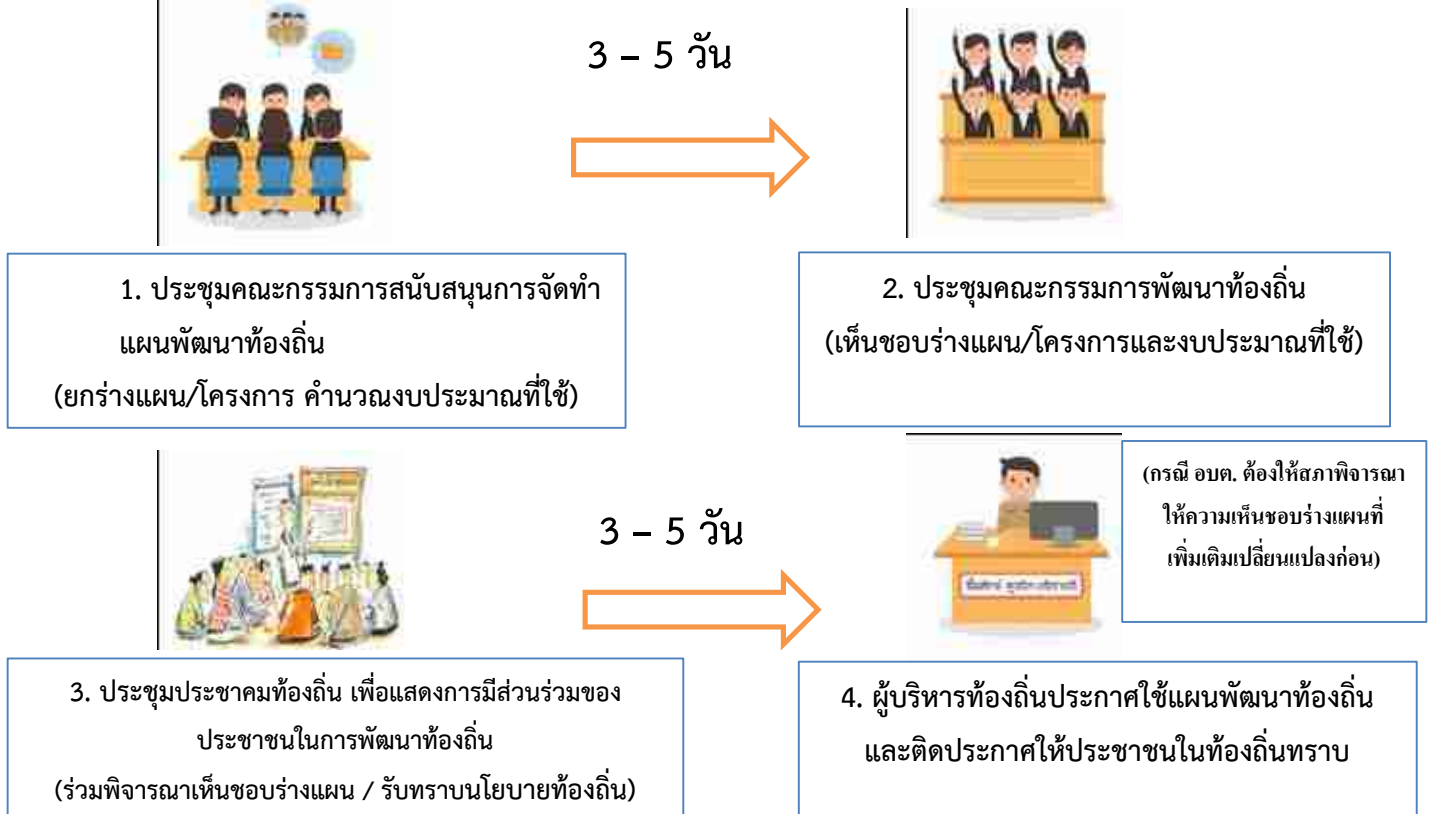 3 – 5 วัน
1. ประชุมคณะกรรมการสนับสนุนการจัดทำ
แผนพัฒนาท้องถิ่น
(ยกร่างแผน/โครงการ คำนวณงบประมาณที่ใช้)
2. ประชุมคณะกรรมการพัฒนาท้องถิ่น
(เห็นชอบร่างแผน/โครงการและงบประมาณที่ใช้)
3 – 5 วัน
(กรณี อบต. ต้องให้สภาพิจารณา
ให้ความเห็นชอบร่างแผนที่
เพิ่มเติมเปลี่ยนแปลงก่อน)
3. ประชุมประชาคมท้องถิ่น เพื่อแสดงการมีส่วนร่วมของ
ประชาชนในการพัฒนาท้องถิ่น
(ร่วมพิจารณาเห็นชอบร่างแผน / รับทราบนโยบายท้องถิ่น)
4. ผู้บริหารท้องถิ่นประกาศใช้แผนพัฒนาท้องถิ่น
และติดประกาศให้ประชาชนในท้องถิ่นทราบ